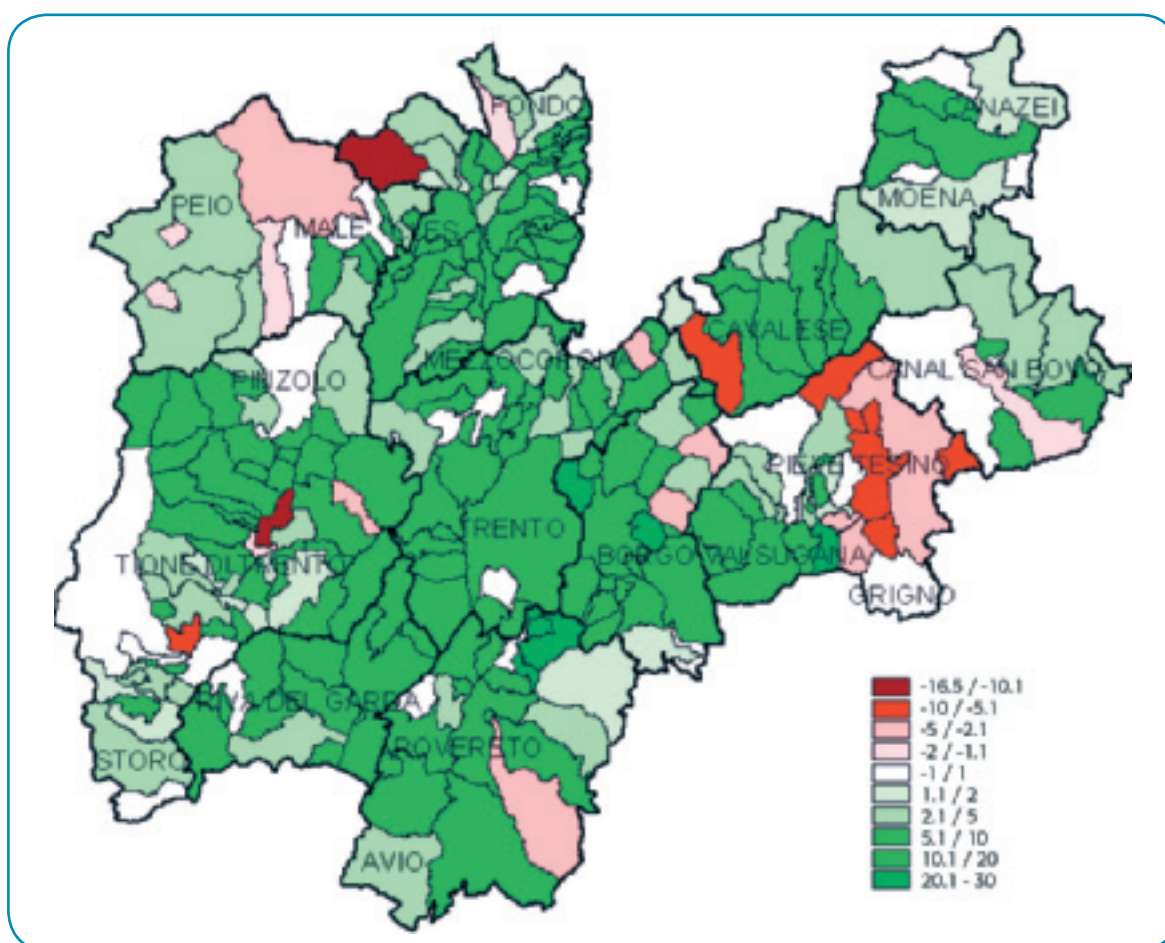 FONDO
CANAZEI
PEIO
MOENA
MALE
CAVALESE
MEZZOCORONA
CANAL SAN BOVO
PINZOLO
PIEVE TESINO
TRENTO
BORGO VALSUGANA
TIONE DI TRENTO
GRIGNO
RIVA DEL GARDA
ROVERETO
STORO
AVIO
-16.5 / -10.1
-10 / -5.1
-5 / -2.1
-2 / -1.1
-1 / 1
1.1 / 2
2.1 / 5
5.1 / 10
10.1 / 20
20.1 - 30